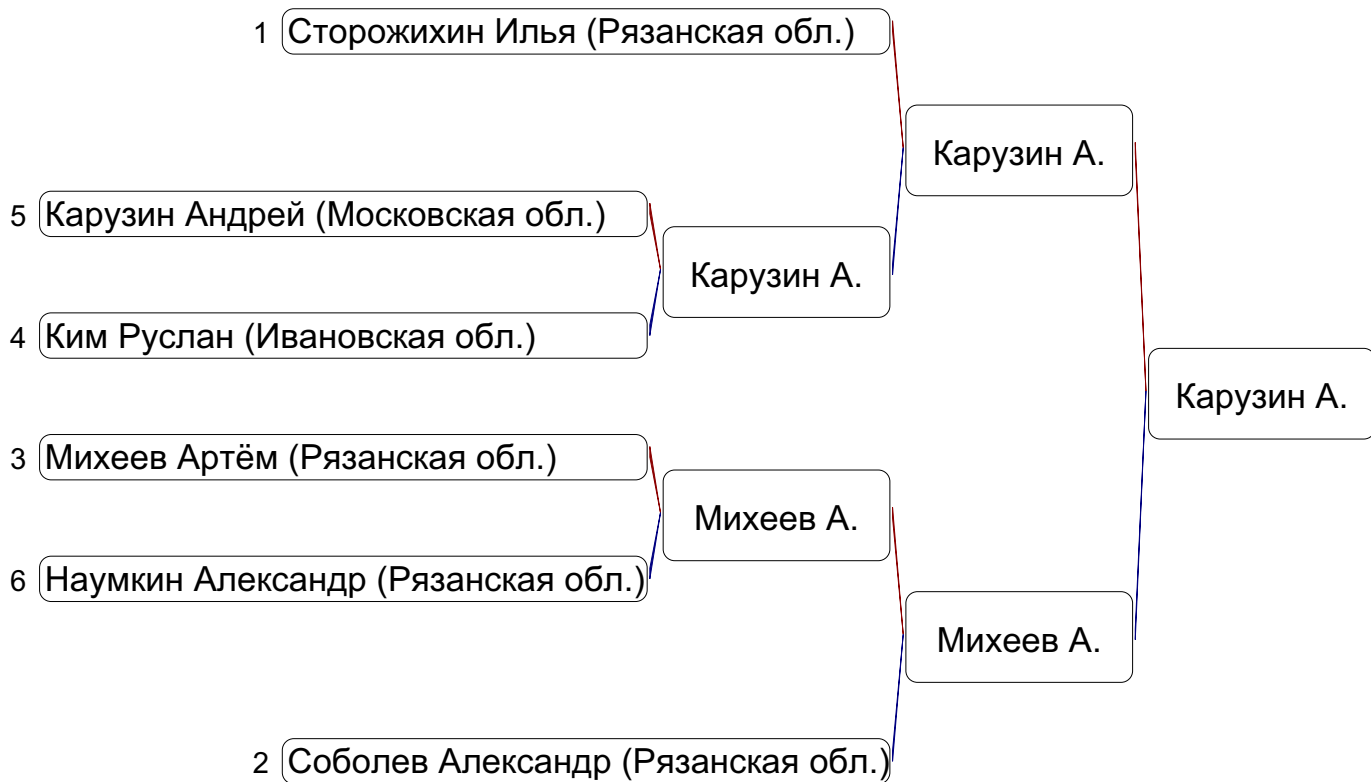 1 Сторожихин Илья (Рязанская обл.)
Карузин А.
5 Карузин Андрей (Московская обл.)
Карузин А.
4 Ким Руслан (Ивановская обл.)
Карузин А.
3 Михеев Артём (Рязанская обл.)
Михеев А.
6 Наумкин Александр (Рязанская обл.)
Михеев А.
2 Соболев Александр (Рязанская обл.)